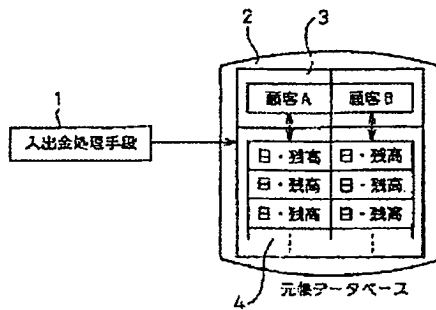 2
3
1
顧客A 顧客B
入出金処理手段
日・残高 日・残高
日・残高 日・残高
日・残高 日・残高
4
元帳データベース